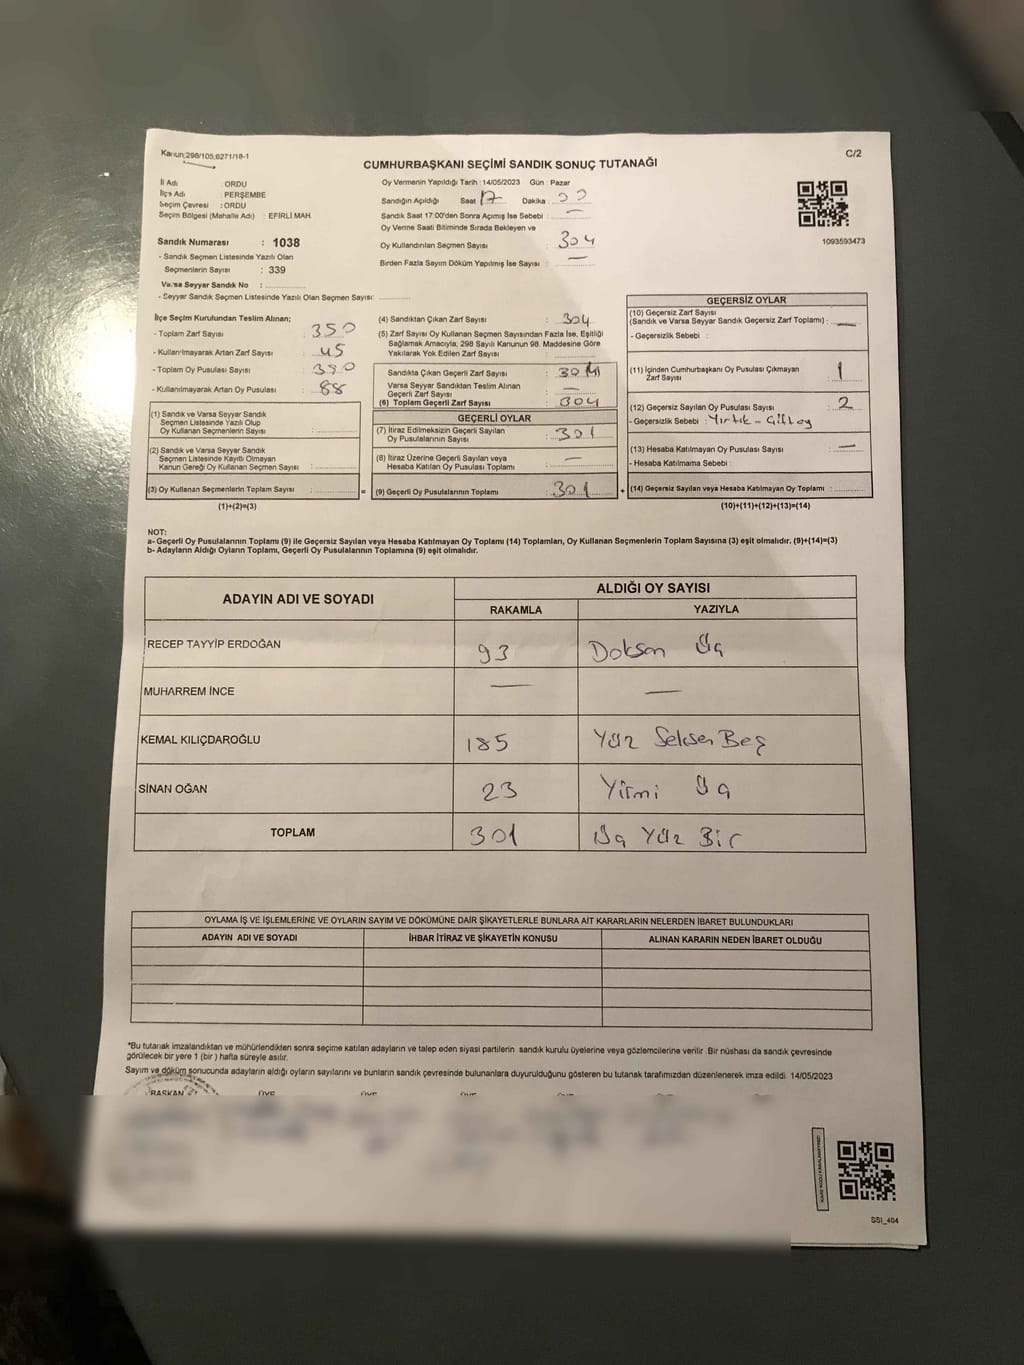 Kanun:298/105;6271/18-1
C/2
CUMHURBAŞKANI SEÇİMİ SANDIK SONUÇ TUTANAĞI
İl Adı : ORDU
İlçe Adı : PERŞEMBE
Seçim Çevresi : ORDU
Seçim Bölgesi (Mahalle Adı) : EFIRLI MAH.
Sandık Numarası : 1038
- Sandık Seçmen Listesinde Yazılı Olan
Seçmenlerin Sayısı : 339
Varsa Seyyar Sandık No :
- Seyyar Sandık Seçmen Listesinde Yazılı Olan Seçmen Sayısı:
Oy Vermenin Yapıldığı Tarih : 14/05/2023 Gün : Pazar
Sandığın Açıldığı Saat 17 Dakika :
Sandık Saat 17:00'den Sonra Açımış İse Sebebi : —
Oy Verme Saati Bitiminde Sırada Bekleyen ve
Oy Kullandırılan Seçmen Sayısı : 304
Birden Fazla Sayım Döküm Yapılmış İse Sayısı : —
1093593473
İlçe Seçim Kurulundan Teslim Alınan;
- Toplam Zarf Sayısı : 350
- Kullanılmayarak Artan Zarf Sayısı : 45
- Toplam Oy Pusulası Sayısı :
- Kullanılmayarak Artan Oy Pusulası : 88
(1) Sandık ve Varsa Seyyar Sandık
Seçmen Listesinde Yazılı Olup
Oy Kullanan Seçmenlerin Sayısı :
(2) Sandık ve Varsa Seyyar Sandık
Seçmen Listesinde Kayıtlı Olmayan
Kanun Gereği Oy Kullanan Seçmen Sayısı :
(3) Oy Kullanan Seçmenlerin Toplam Sayısı : =
(1)+(2)=(3)
(4) Sandıktan Çıkan Zarf Sayısı : 304
(5) Zarf Sayısı Oy Kullanan Seçmen Sayısından Fazla İse, Eşitliği
Sağlamak Amacıyla, 298 Sayılı Kanunun 98. Maddesine Göre
Yakılarak Yok Edilen Zarf Sayısı :
Sandıkta Çıkan Geçerli Zarf Sayısı : 304
Varsa Seyyar Sandıktan Teslim Alınan
Geçerli Zarf Sayısı : —
(6) Toplam Geçerli Zarf Sayısı : 304
GEÇERLİ OYLAR
(7) İtiraz Edilmeksizin Geçerli Sayılan
Oy Pusulalarının Sayısı : 301
(8) İtiraz Üzerine Geçerli Sayılan veya
Hesaba Katılan Oy Pusulası Toplamı : —
(9) Geçerli Oy Pusulalarının Toplamı : 301 +
GEÇERSİZ OYLAR
(10) Geçersiz Zarf Sayısı
(Sandık ve Varsa Seyyar Sandık Geçersiz Zarf Toplamı) : —
- Geçersizlik Sebebi :
(11) İçinden Cumhurbaşkanı Oy Pusulası Çıkmayan
Zarf Sayısı : 1
(12) Geçersiz Sayılan Oy Pusulası Sayısı : 2
- Geçersizlik Sebebi : Yırtık - Çift oy
(13) Hesaba Katılmayan Oy Pusulası Sayısı : —
- Hesaba Katılmama Sebebi :
(14) Geçersiz Sayılan veya Hesaba Katılmayan Oy Toplamı :
(10)+(11)+(12)+(13)=(14)
NOT:
a- Geçerli Oy Pusulalarının Toplamı (9) ile Geçersiz Sayılan veya Hesaba Katılmayan Oy Toplamı (14) Toplamları, Oy Kullanan Seçmenlerin Toplam Sayısına (3) eşit olmalıdır. (9)+(14)=(3)
b- Adayların Aldığı Oyların Toplamı, Geçerli Oy Pusulalarının Toplamına (9) eşit olmalıdır.
ADAYIN ADI VE SOYADI
ALDIĞI OY SAYISI
RAKAMLA YAZIYLA
RECEP TAYYİP ERDOĞAN 93 Doksan Üç
MUHARREM İNCE — —
KEMAL KILIÇDAROĞLU 185 Yüz Seksen Beş
SİNAN OĞAN 23 Yirmi Üç
TOPLAM 301 Üç Yüz Bir
OYLAMA İŞ VE İŞLEMLERİNE VE OYLARIN SAYIM VE DÖKÜMÜNE DAİR ŞİKAYETLERLE BUNLARA AİT KARARLARIN NELERDEN İBARET BULUNDUKLARI
ADAYIN ADI VE SOYADI İHBAR İTİRAZ VE ŞİKAYETİN KONUSU ALINAN KARARIN NEDEN İBARET OLDUĞU
*Bu tutanak imzalandıktan ve mühürlendikten sonra seçime katılan adayların ve talep eden siyasi partilerin sandık kurulu üyelerine veya gözlemcilerine verilir .Bir nüshası da sandık çevresinde
görülecek bir yere 1 (bir ) hafta süreyle asılır.
Sayım ve döküm sonucunda adayların aldığı oyların sayılarını ve bunların sandık çevresinde bulunanlara duyurulduğunu gösteren bu tutanak tarafımızdan düzenlenerek imza edildi. 14/05/2023
BAŞKAN ÜYE ÜYE ÜYE ÜYE
SSI_404